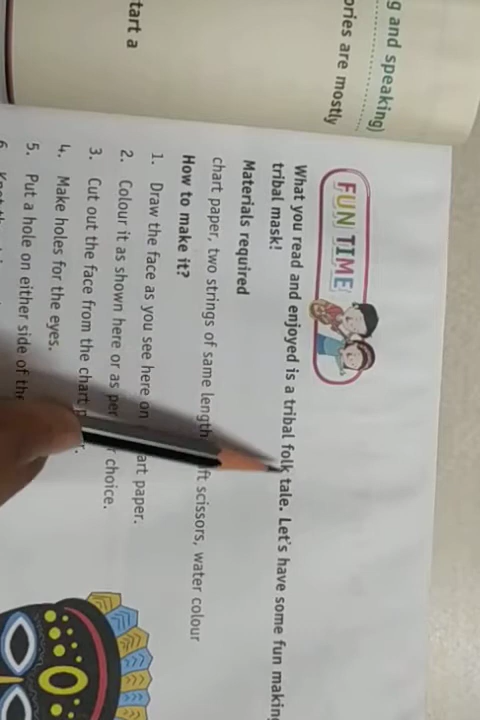 g and speaking)
ories are mostly
tart a
FUN TIME
What you read and enjoyed is a tribal folk tale. Let's have some fun making
tribal mask!
Materials required
chart paper, two strings of same length, scissors, water colour
How to make it?
1. Draw the face as you see here on art paper.
2. Colour it as shown here or as per choice.
3. Cut out the face from the chart
4. Make holes for the eyes.
5. Put a hole on either side of the
6.